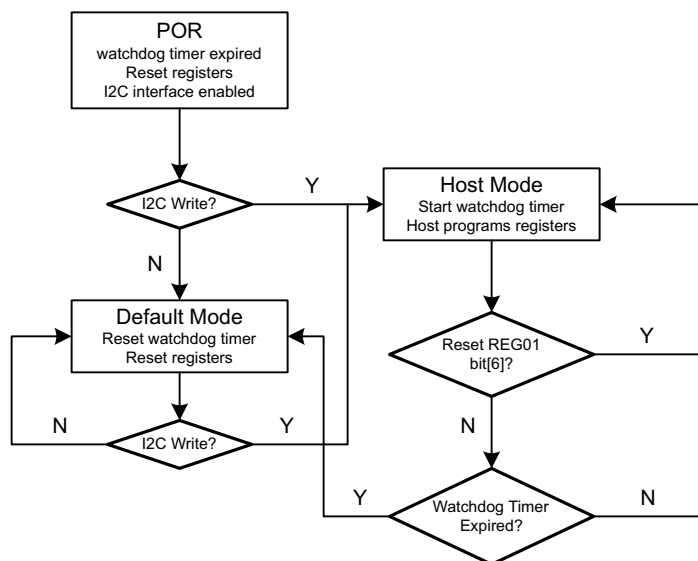 POR
watchdog timer expired
Reset registers
I2C interface enabled
I2C Write?
Y
N
Host Mode
Start watchdog timer
Host programs registers
Default Mode
Reset watchdog timer
Reset registers
I2C Write?
N
Y
Reset REG01
bit[6]?
Y
N
Watchdog Timer
Expired?
Y
N